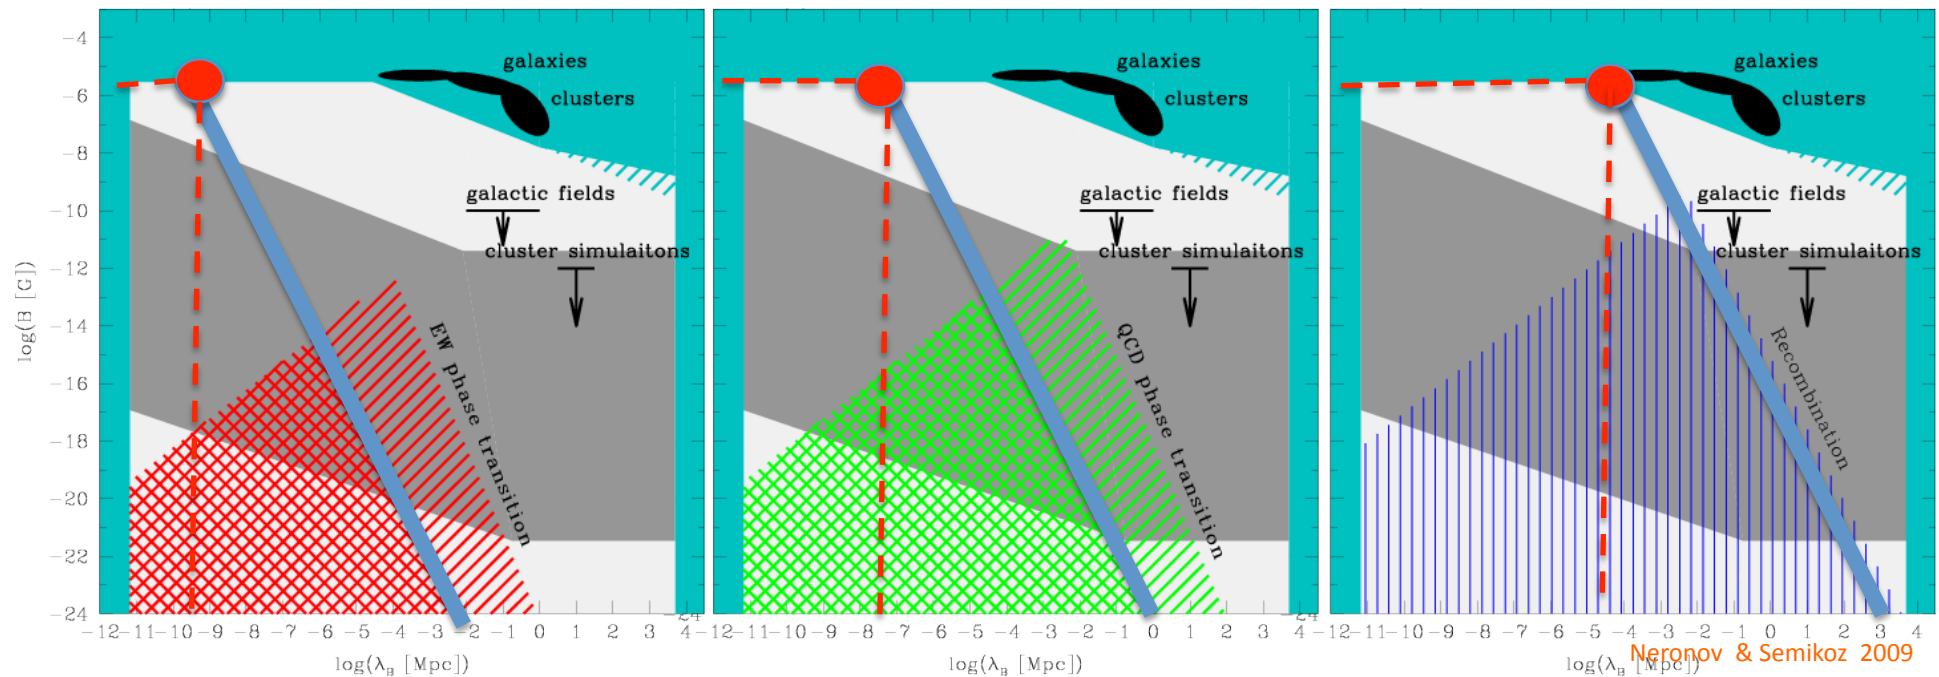 log(B [G])
-4
-6
-8
-10
-12
-14
-16
-18
-20
-22
-24
galaxies
clusters
galactic fields
cluster simulaitons
EW phase transition
-12 -11 -10 -9 -8 -7 -6 -5 -4 -3 -2 -1 0 1 2 3 4
log(λB [Mpc])
galaxies
clusters
galactic fields
cluster simulaitons
QCD phase transition
-24
-12 -11 -10 -9 -8 -7 -6 -5 -4 -3 -2 -1 0 1 2 3 4
log(λB [Mpc])
galaxies
clusters
galactic fields
cluster simulaitons
Recombination
-24
-12 -11 -10 -9 -8 -7 -6 -5 -4 -3 -2 -1 0 1 2 3 4
log(λB [Mpc])
Neronov & Semikoz 2009